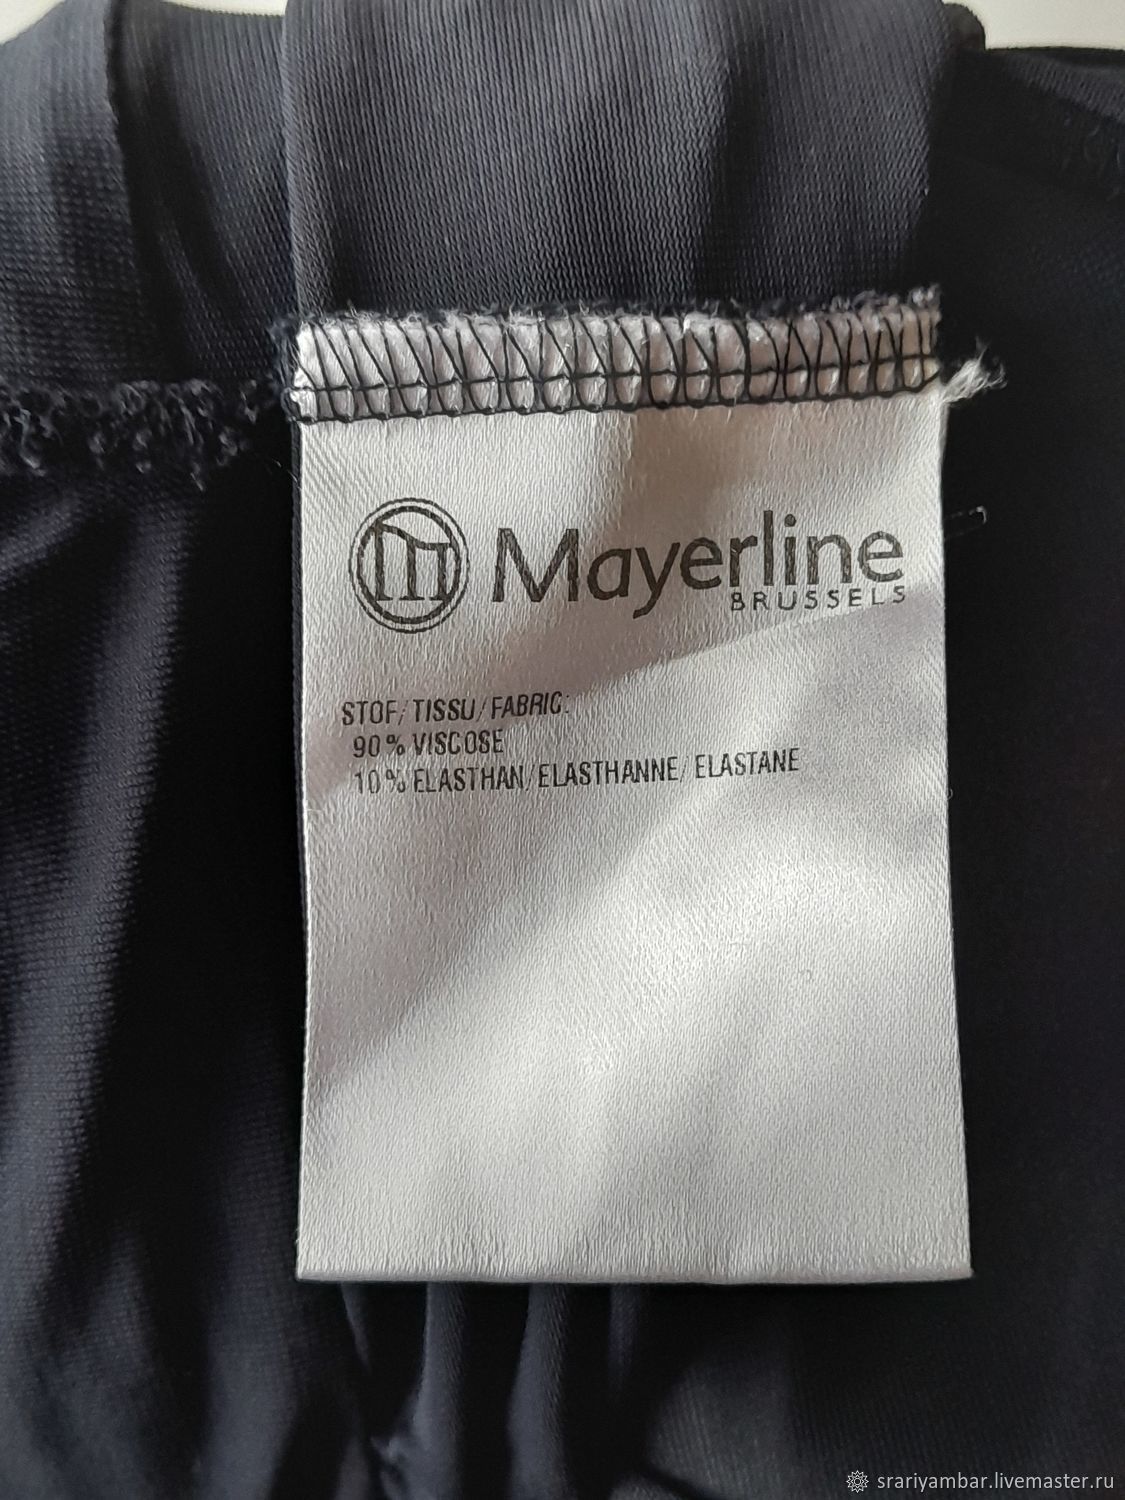 m Mayerline
BRUSSELS
STOF/TISSU/FABRIC:
90% VISCOSE
10% ELASTHAN/ELASTHANNE/ELASTANE
srariyambar.livemaster.ru